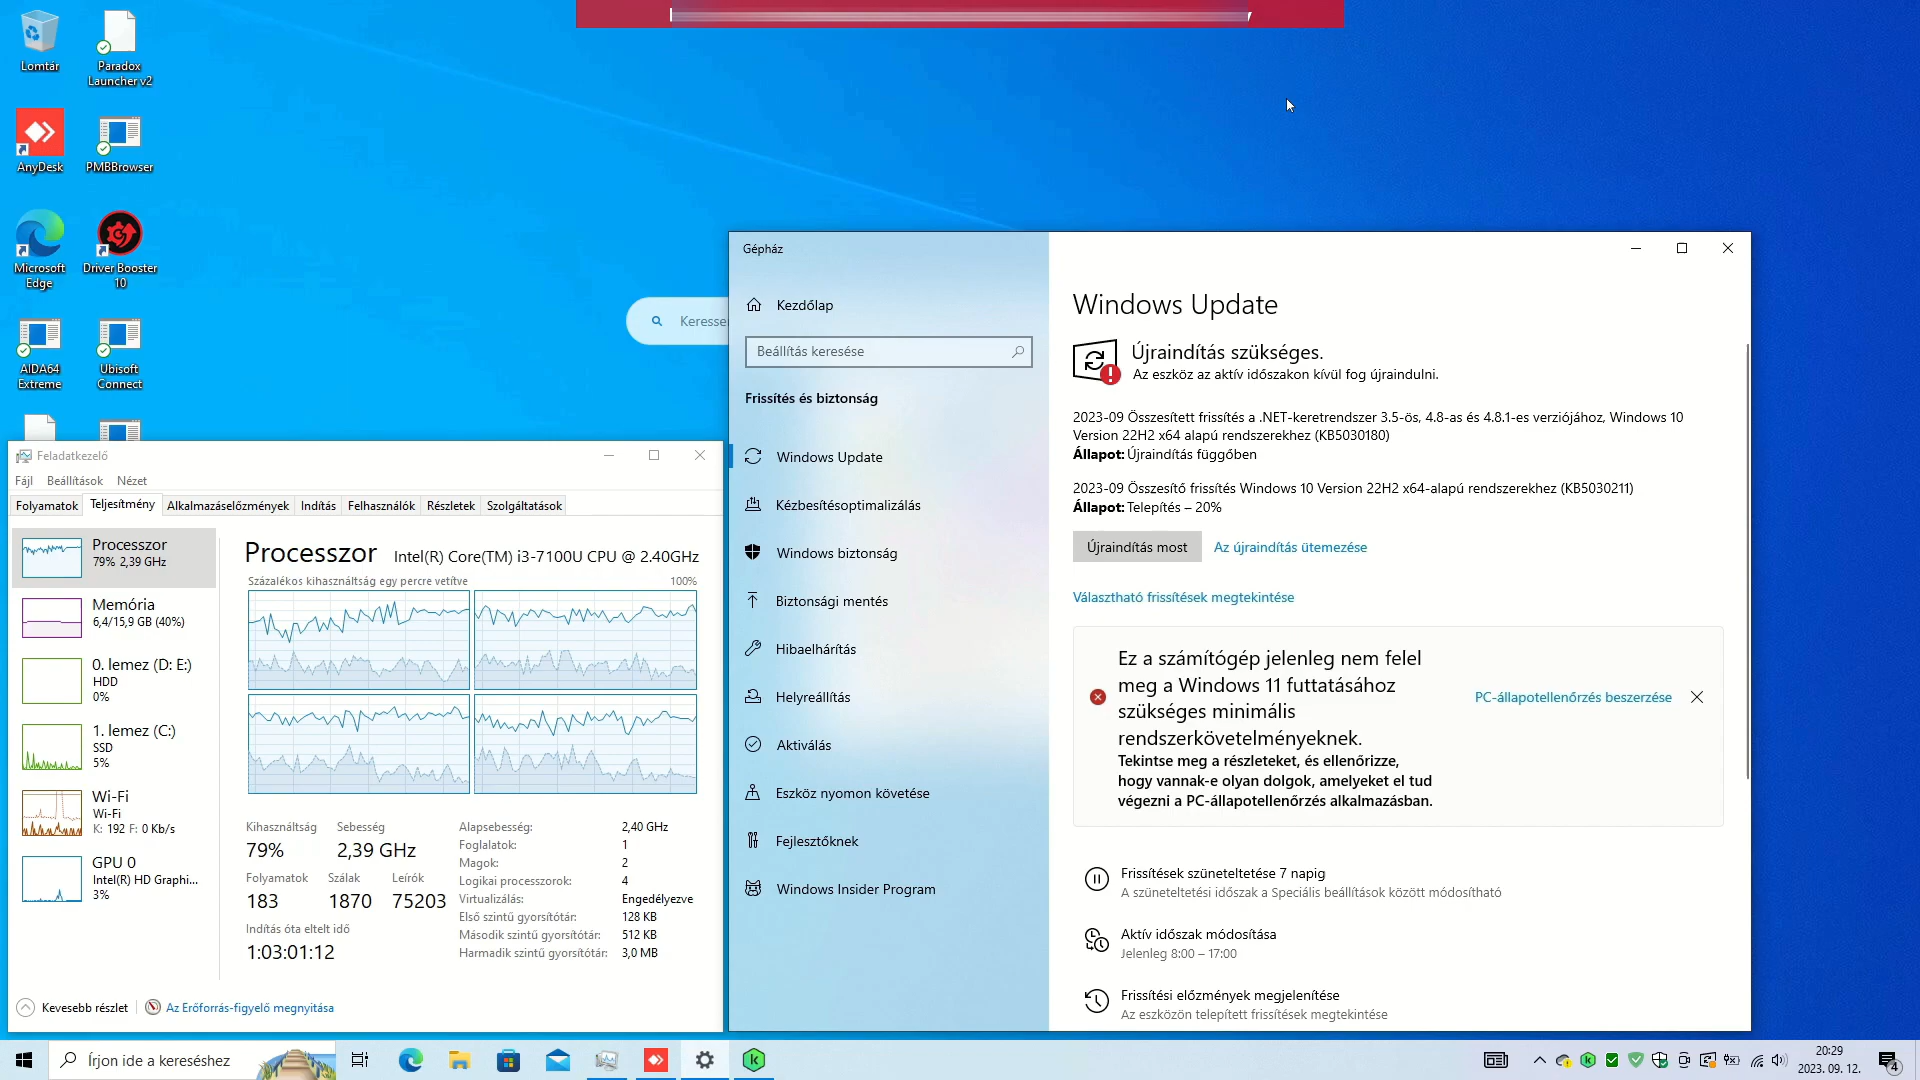 Lomtár
Paradox
Launcher v2
AnyDesk
PMBBrowser
Microsoft
Edge
Driver Booster
10
AIDA64
Extreme
Ubisoft
Connect
Feladatkezelő
Fájl Beállítások Nézet
Folyamatok Teljesítmény Alkalmazáselőzmények Indítás Felhasználók Részletek Szolgáltatások
Processzor
79% 2,39 GHz
Memória
6,4/15,9 GB (40%)
0. lemez (D: E:)
HDD
0%
1. lemez (C:)
SSD
5%
Wi-Fi
Wi-Fi
K: 192 F: 0 Kb/s
GPU 0
Intel(R) HD Graphi...
3%
Processzor Intel(R) Core(TM) i3-7100U CPU @ 2.40GHz
Százalékos kihasználtság egy percre vetítve 100%
Kihasználtság Sebesség
79% 2,39 GHz
Folyamatok Szálak Leírók
183 1870 75203
Indítás óta eltelt idő
1:03:01:12
Alapsebesség: 2,40 GHz
Foglalatok: 1
Magok: 2
Logikai processzorok: 4
Virtualizálás: Engedélyezve
Első szintű gyorsítótár: 128 KB
Második szintű gyorsítótár: 512 KB
Harmadik szintű gyorsítótár: 3,0 MB
Kevesebb részlet
Az Erőforrás-figyelő megnyitása
Gépház
Kezdőlap
Beállítás keresése
Frissítés és biztonság
Windows Update
Kézbesítésoptimalizálás
Windows biztonság
Biztonsági mentés
Hibaelhárítás
Helyreállítás
Aktiválás
Eszköz nyomon követése
Fejlesztőknek
Windows Insider Program
Windows Update
Újraindítás szükséges.
Az eszköz az aktív időszakon kívül fog újraindulni.
2023-09 Összesített frissítés a .NET-keretrendszer 3.5-ös, 4.8-as és 4.8.1-es verziójához, Windows 10
Version 22H2 x64 alapú rendszerekhez (KB5030180)
Állapot: Újraindítás függőben
2023-09 Összesítő frissítés Windows 10 Version 22H2 x64-alapú rendszerekhez (KB5030211)
Állapot: Telepítés – 20%
Újraindítás most
Az újraindítás ütemezése
Választható frissítések megtekintése
Ez a számítógép jelenleg nem felel
meg a Windows 11 futtatásához
szükséges minimális
rendszerkövetelményeknek.
Tekintse meg a részleteket, és ellenőrizze,
hogy vannak-e olyan dolgok, amelyeket el tud
végezni a PC-állapotellenőrzés alkalmazásban.
PC-állapotellenőrzés beszerzése
Frissítések szüneteltetése 7 napig
A szüneteltetési időszak a Speciális beállítások között módosítható
Aktív időszak módosítása
Jelenleg 8:00 – 17:00
Frissítési előzmények megjelenítése
Az eszközön telepített frissítések megtekintése
Írjon ide a kereséshez
20:29
2023. 09. 12.
4